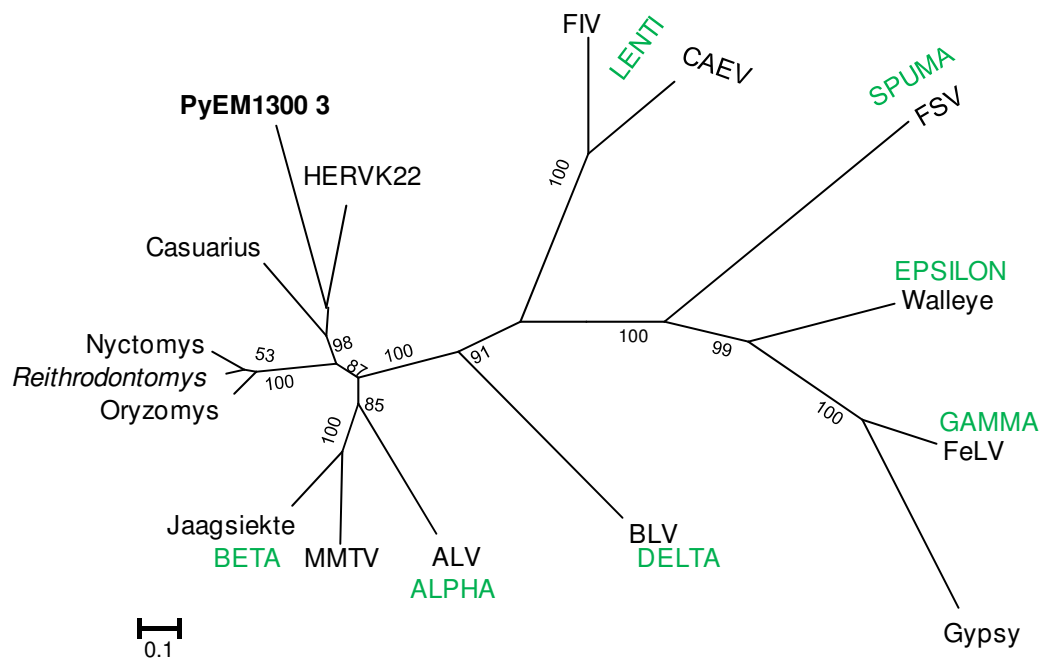 FIV
LENTI
CAEV
SPUMA
FSV
PyEM1300 3
HERVK22
100
Casuarius
EPSILON
Walleye
Nyctomys
53
98
87
100
91
100
99
Reithrodontomys
100
Oryzomys
85
100
100
GAMMA
FeLV
Jaagsiekte
BETA
MMTV
ALV
ALPHA
BLV
DELTA
Gypsy
0.1